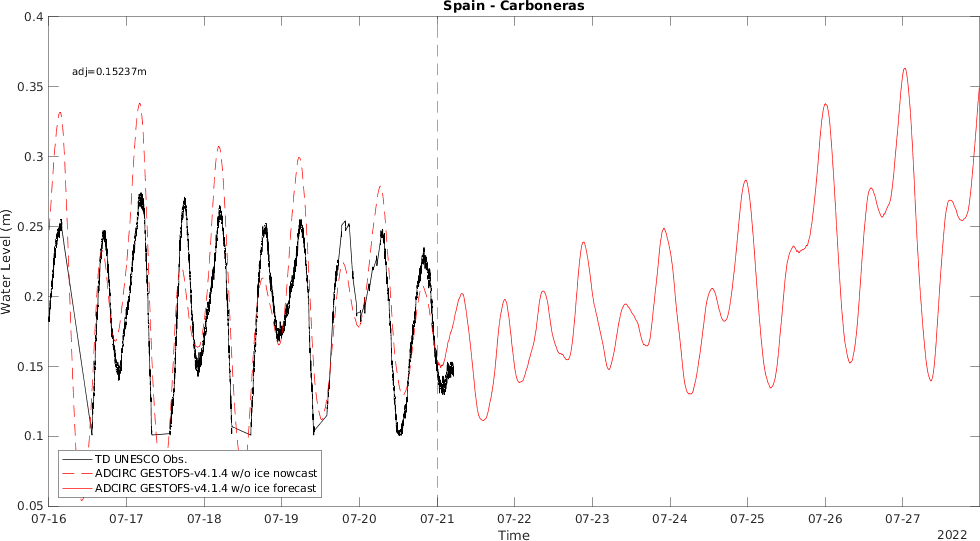 Spain - Carboneras
0.4
adj=0.15237m
0.35
0.3
0.25
0.2
0.15
0.1
0.05
Water Level (m)
TD UNESCO Obs.
ADCIRC GESTOFS-v4.1.4 w/o ice nowcast
ADCIRC GESTOFS-v4.1.4 w/o ice forecast
07-16 07-17 07-18 07-19 07-20 07-21 07-22 07-23 07-24 07-25 07-26 07-27
Time
2022